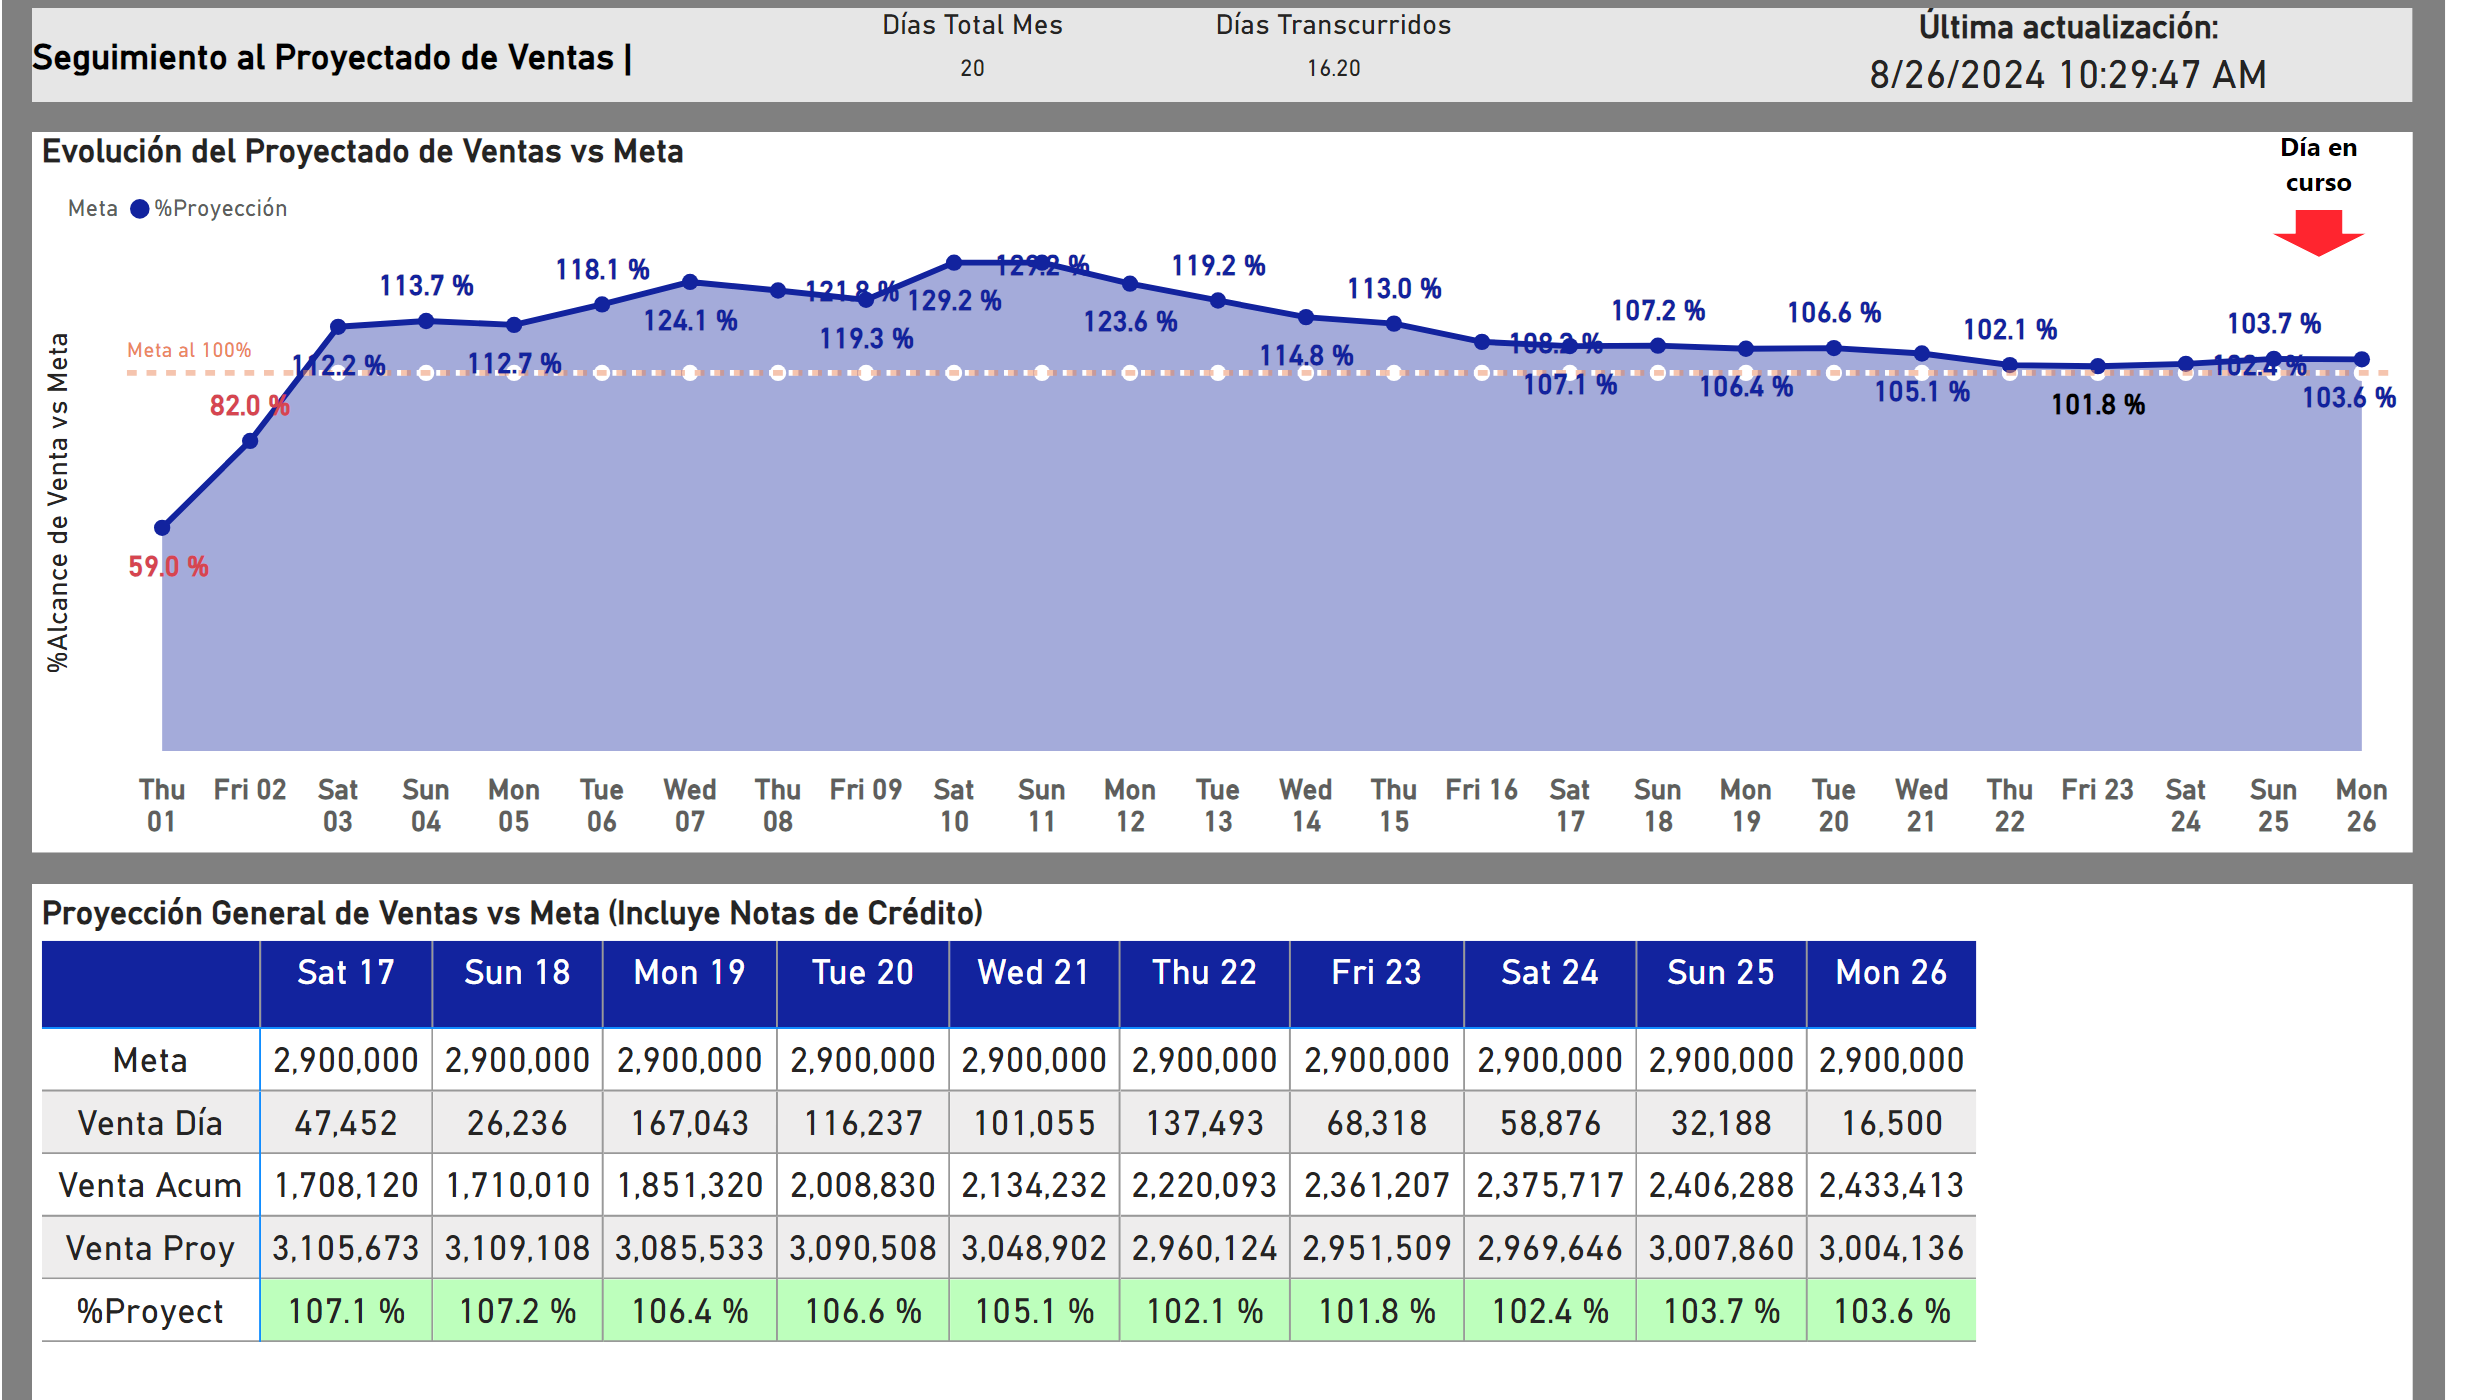 Seguimiento al Proyectado de Ventas |
Días Total Mes
20
Días Transcurridos
16.20
Última actualización:
8/26/2024 10:29:47 AM
Evolución del Proyectado de Ventas vs Meta
Meta %Proyección
Día en
curso
%Alcance de Venta vs Meta
Meta al 100%
59.0 %
82.0 %
112.2 %
113.7 %
112.7 %
118.1 %
124.1 %
121.8 %
119.3 %
129.2 %
129.2 %
123.6 %
119.2 %
114.8 %
113.0 %
108.2 %
107.1 %
107.2 %
106.4 %
106.6 %
105.1 %
102.1 %
101.8 %
102.4 %
103.7 %
103.6 %
Thu 01
Fri 02
Sat 03
Sun 04
Mon 05
Tue 06
Wed 07
Thu 08
Fri 09
Sat 10
Sun 11
Mon 12
Tue 13
Wed 14
Thu 15
Fri 16
Sat 17
Sun 18
Mon 19
Tue 20
Wed 21
Thu 22
Fri 23
Sat 24
Sun 25
Mon 26
Proyección General de Ventas vs Meta (Incluye Notas de Crédito)
Sat 17 Sun 18 Mon 19 Tue 20 Wed 21 Thu 22 Fri 23 Sat 24 Sun 25 Mon 26
Meta 2,900,000 2,900,000 2,900,000 2,900,000 2,900,000 2,900,000 2,900,000 2,900,000 2,900,000 2,900,000
Venta Día 47,452 26,236 167,043 116,237 101,055 137,493 68,318 58,876 32,188 16,500
Venta Acum 1,708,120 1,710,010 1,851,320 2,008,830 2,134,232 2,220,093 2,361,207 2,375,717 2,406,288 2,433,413
Venta Proy 3,105,673 3,109,108 3,085,533 3,090,508 3,048,902 2,960,124 2,951,509 2,969,646 3,007,860 3,004,136
%Proyect 107.1 % 107.2 % 106.4 % 106.6 % 105.1 % 102.1 % 101.8 % 102.4 % 103.7 % 103.6 %